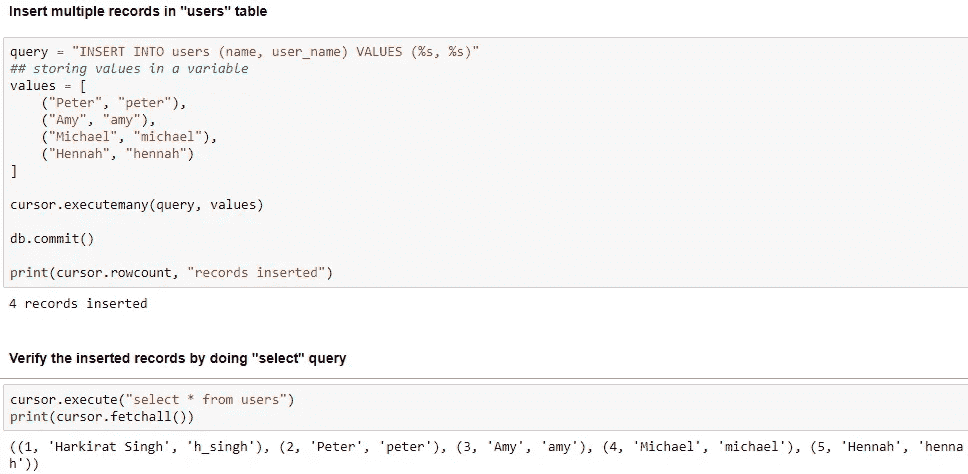 Insert multiple records in "users" table
query = "INSERT INTO users (name, user_name) VALUES (%s, %s)"
## storing values in a variable
values = [
    ("Peter", "peter"),
    ("Amy", "amy"),
    ("Michael", "michael"),
    ("Hennah", "hennah")
]
cursor.executemany(query, values)
db.commit()
print(cursor.rowcount, "records inserted")
4 records inserted
Verify the inserted records by doing "select" query
cursor.execute("select * from users")
print(cursor.fetchall())
((1, 'Harkirat Singh', 'h_singh'), (2, 'Peter', 'peter'), (3, 'Amy', 'amy'), (4, 'Michael', 'michael'), (5, 'Hennah', 'henna
h'))